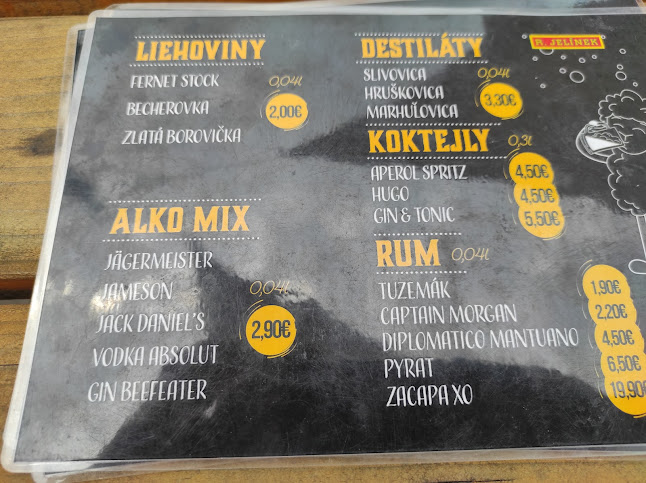 LIEHOVINY
FERNET STOCK 0,04l
BECHEROVKA 2,00€
ZLATÁ BOROVIČKA
ALKO MIX
JÄGERMEISTER
JAMESON 0,04l
JACK DANIEL'S 2,90€
VODKA ABSOLUT
GIN BEEFEATER
DESTILÁTY
SLIVOVICA 0,04l
HRUŠKOVICA 3,30€
MARHUĽOVICA
KOKTEJLY 0,3l
APEROL SPRITZ 4,50€
HUGO 4,50€
GIN & TONIC 5,50€
RUM 0,04l
TUZEMÁK 1,90€
CAPTAIN MORGAN 2,20€
DIPLOMATICO MANTUANO 4,50€
PYRAT 6,50€
ZACAPA XO 19,90€
R. JELÍNEK